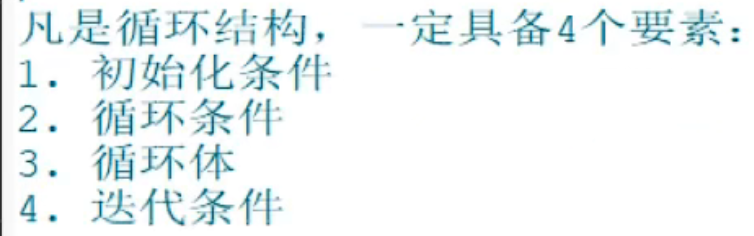 凡是循环结构，一定具备4个要素：
1. 初始化条件
2. 循环条件
3. 循环体
4. 迭代条件